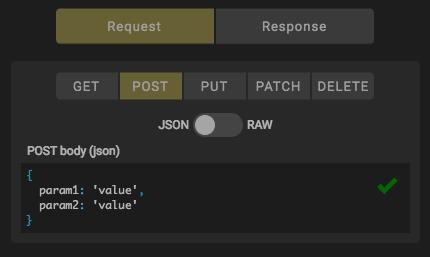 Request Response
GET POST PUT PATCH DELETE
JSON RAW
POST body (json)
{
param1: 'value',
param2: 'value'
}